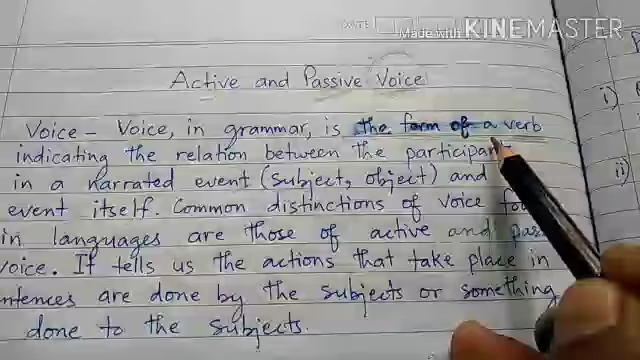 DATE
Made with KINEMASTER
Active and Passive Voice
Voice - Voice, in grammar, is the form of a verb
indicating the relation between the
in a narrated event (subject, object) and
event itself. Common distinctions of voice
in languages are those of active and
voice. It tells us the actions that take place in
are done by the subjects or something
done to the subjects.
i)
ii)